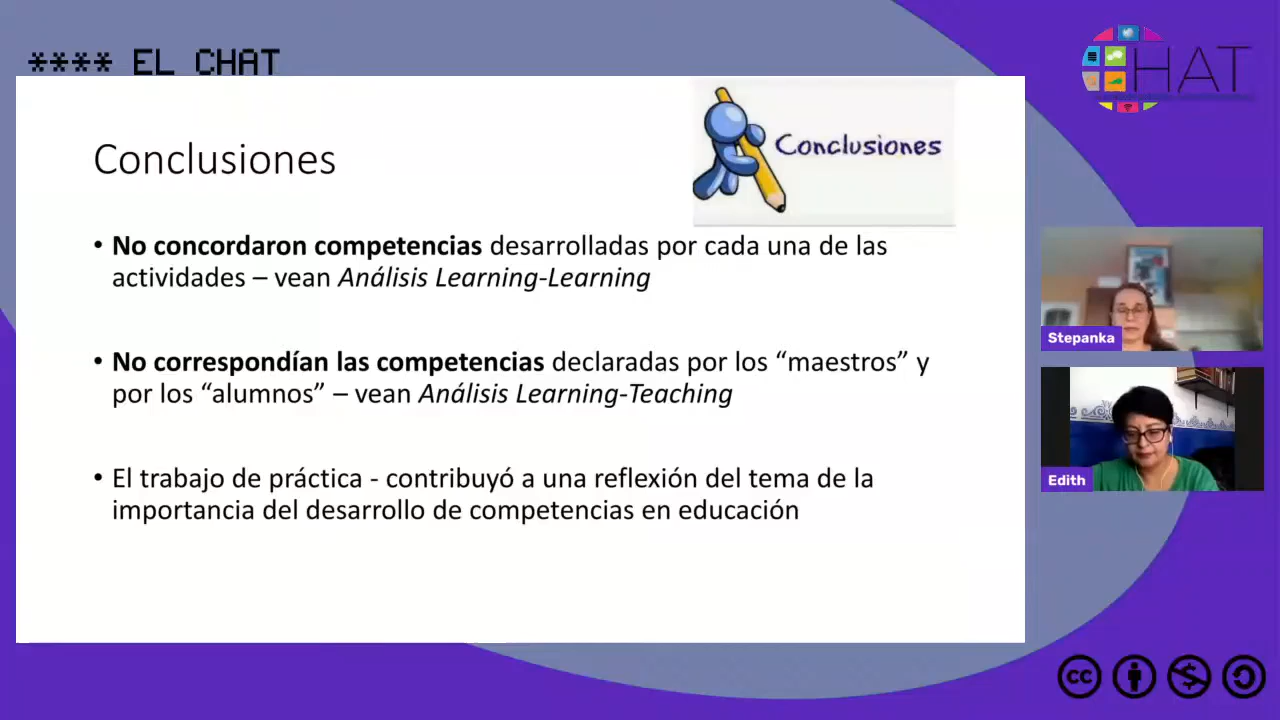 **** EL CHAT
HAT
Conclusiones
Conclusiones
• No concordaron competencias desarrolladas por cada una de las
actividades – vean Análisis Learning-Learning
• No correspondían las competencias declaradas por los “maestros” y
por los “alumnos” – vean Análisis Learning-Teaching
• El trabajo de práctica - contribuyó a una reflexión del tema de la
importancia del desarrollo de competencias en educación
Stepanka
Edith
cc